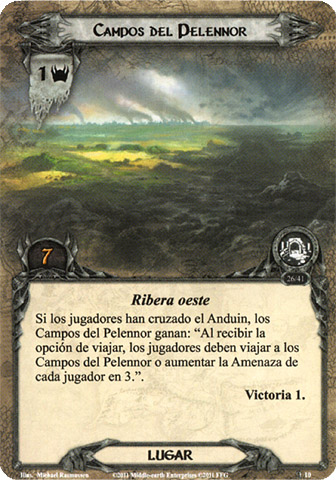 Campos del Pelennor
1
7
26/41
Ribera oeste
Si los jugadores han cruzado el Anduin, los
Campos del Pelennor ganan: “Al recibir la
opción de viajar, los jugadores deben viajar a los
Campos del Pelennor o aumentar la Amenaza de
cada jugador en 3.”.
Victoria 1.
LUGAR
Ilus. Michael Rasmussen
©2011 Middle-earth Enterprises ©2011 FFG
10